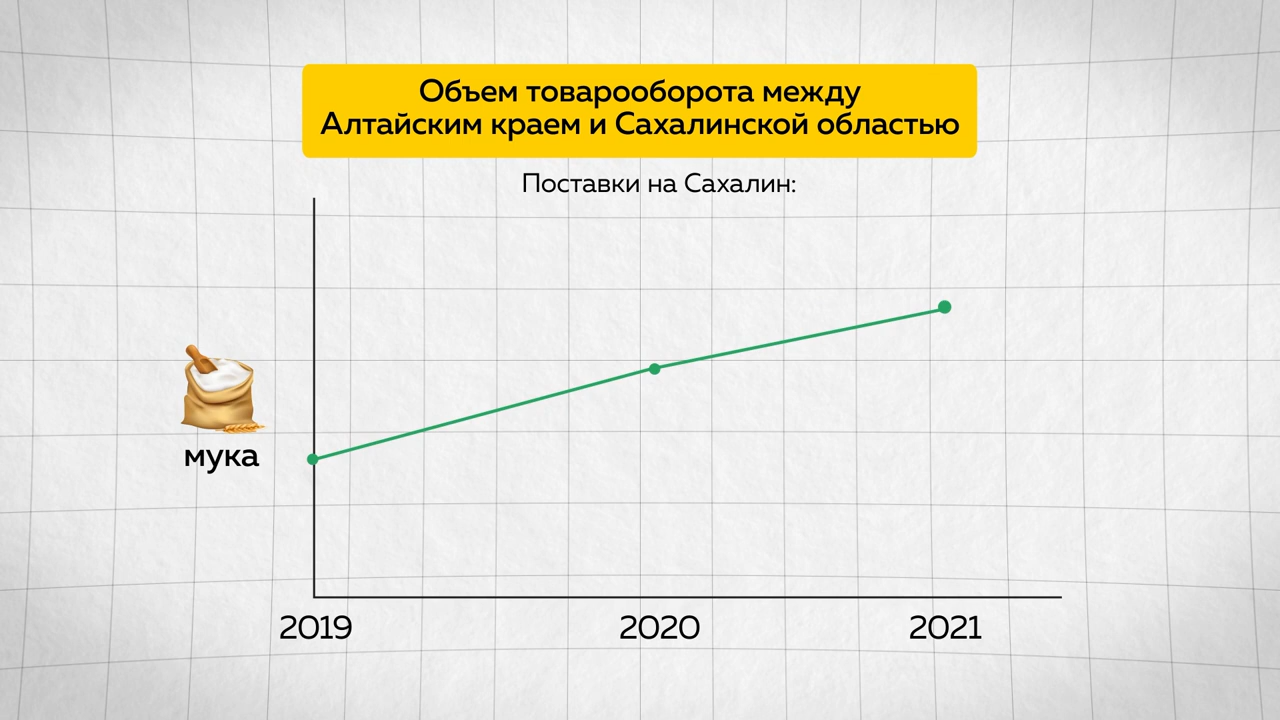 Объем товарооборота между
Алтайским краем и Сахалинской областью
Поставки на Сахалин:
мука
2019
2020
2021